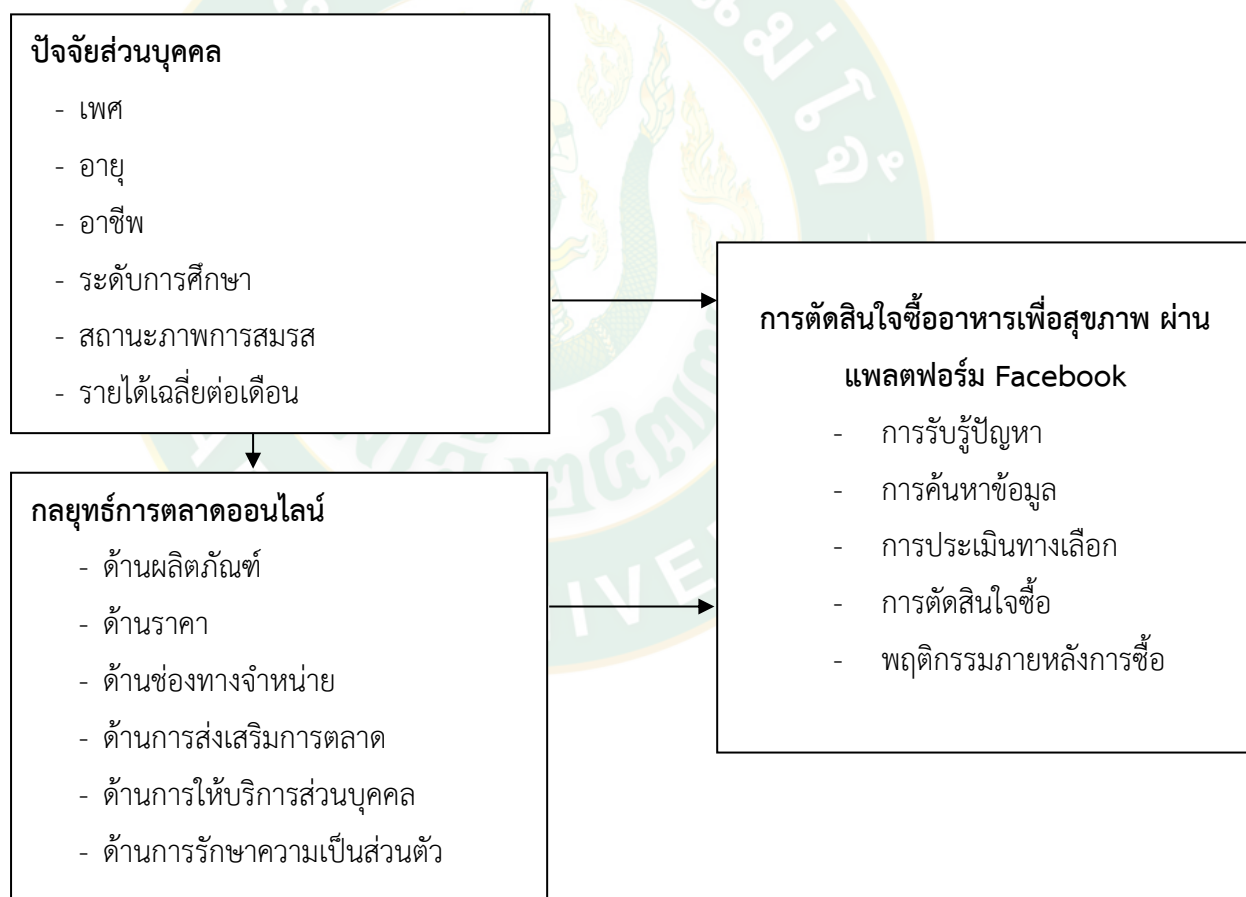 ปัจจัยส่วนบุคคล
- เพศ
- อายุ
- อาชีพ
- ระดับการศึกษา
- สถานะภาพการสมรส
- รายได้เฉลี่ยต่อเดือน
กลยุทธ์การตลาดออนไลน์
- ด้านผลิตภัณฑ์
- ด้านราคา
- ด้านช่องทางจำหน่าย
- ด้านการส่งเสริมการตลาด
- ด้านการให้บริการส่วนบุคคล
- ด้านการรักษาความเป็นส่วนตัว
การตัดสินใจซื้ออาหารเพื่อสุขภาพ ผ่าน
แพลตฟอร์ม Facebook
- การรับรู้ปัญหา
- การค้นหาข้อมูล
- การประเมินทางเลือก
- การตัดสินใจซื้อ
- พฤติกรรมภายหลังการซื้อ